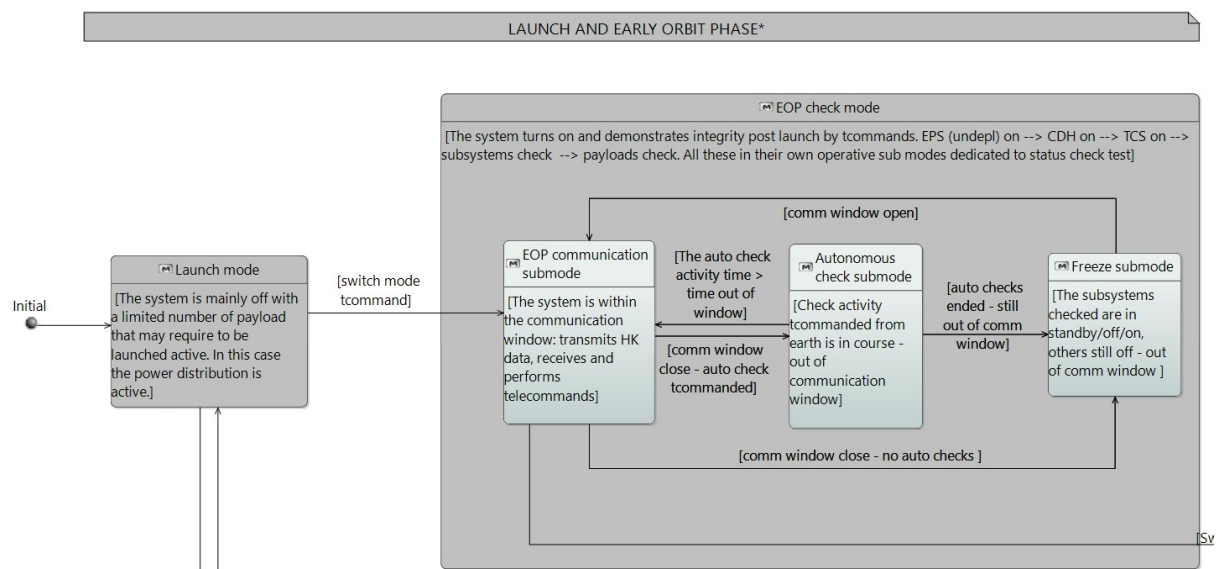 LAUNCH AND EARLY ORBIT PHASE*
EOP check mode
[The system turns on and demonstrates integrity post launch by tcommands. EPS (undepl) on --> CDH on --> TCS on -->
subsystems check --> payloads check. All these in their own operative sub modes dedicated to status check test]
[comm window open]
Initial
Launch mode
[The system is mainly off with
a limited number of payload
that may require to be
launched active. In this case
the power distribution is
active.]
[switch mode
tcommand]
EOP communication
submode
[The system is within
the communication
window: transmits HK
data, receives and
performs
telecommands]
[The auto check
activity time >
time out of
window]
[comm window
close - auto check
tcommanded]
Autonomous
check submode
[Check activity
tcommanded from
earth is in course -
out of
communication
window]
[auto checks
ended - still
out of comm
window]
Freeze submode
[The subsystems
checked are in
standby/off/on,
others still off - out
of comm window ]
[comm window close - no auto checks ]